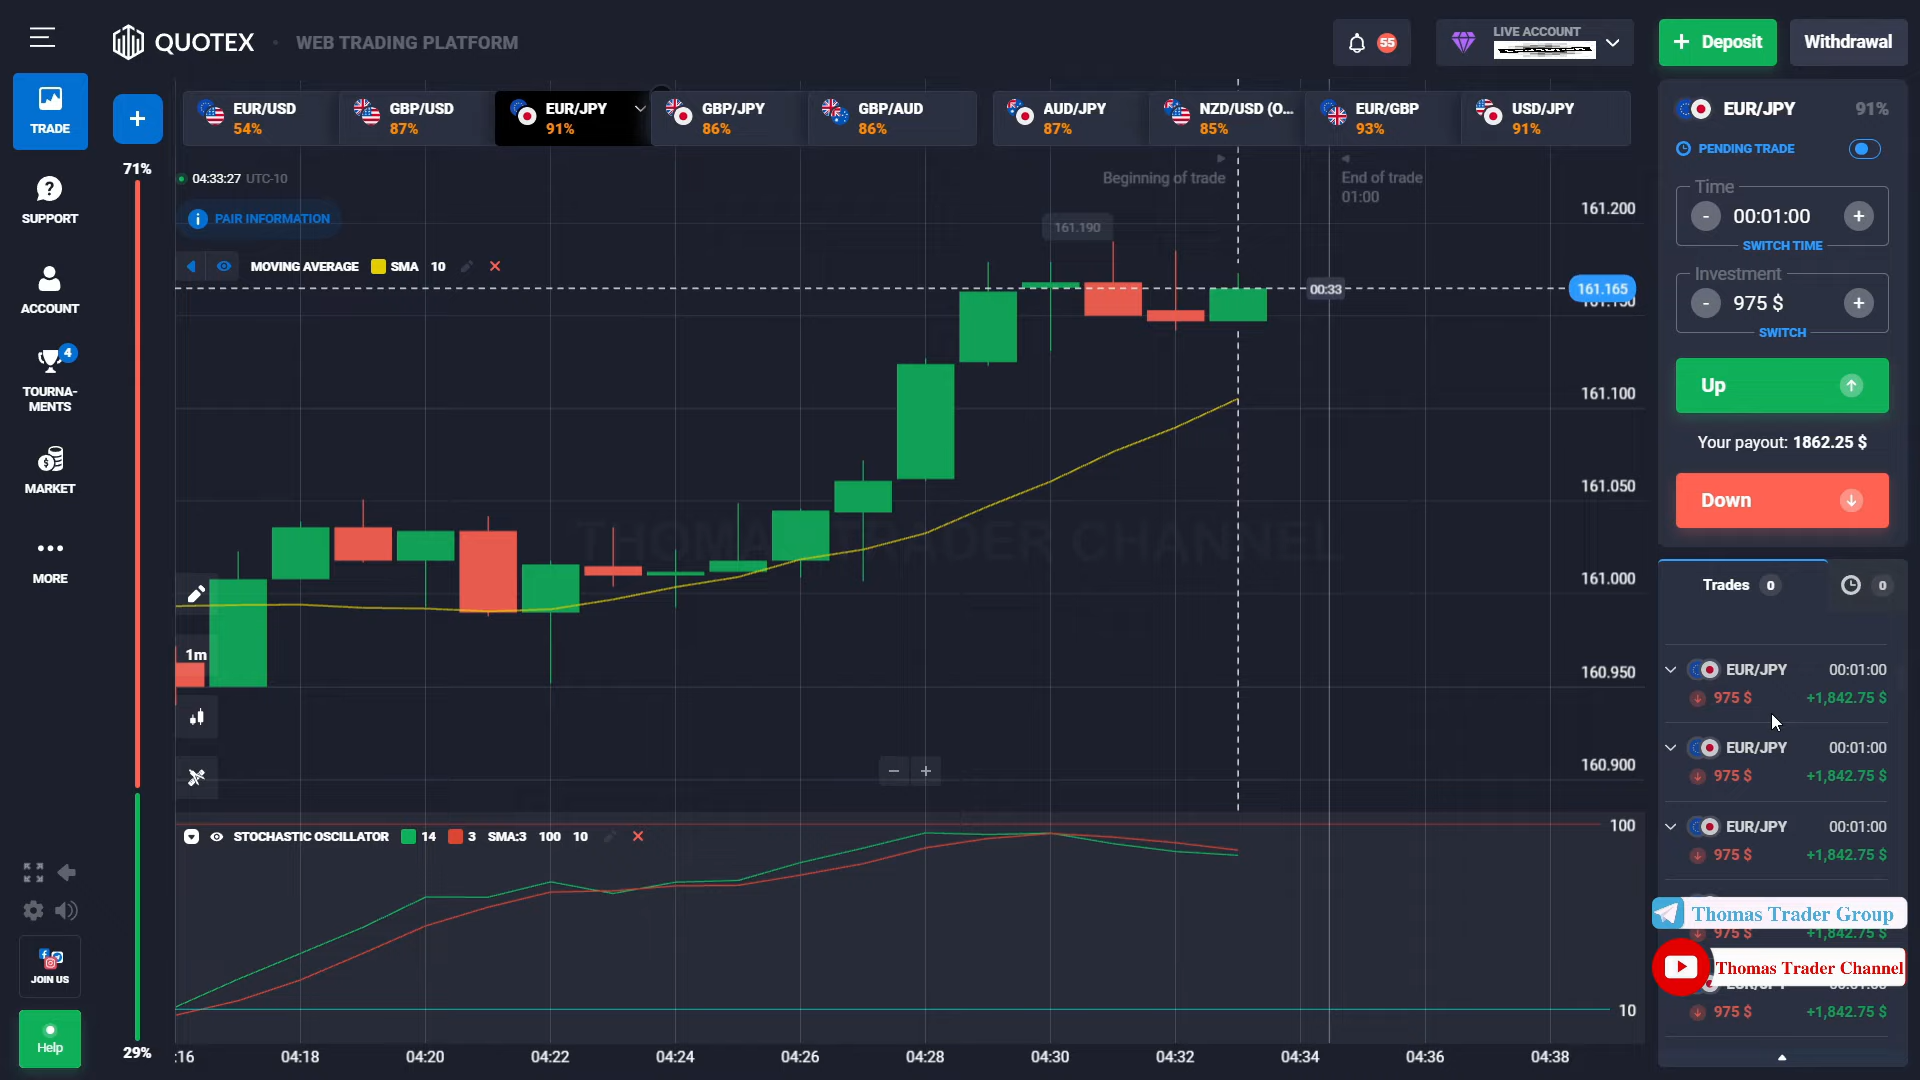 QUOTEX
WEB TRADING PLATFORM
55
LIVE ACCOUNT
+ Deposit
Withdrawal
TRADE
SUPPORT
ACCOUNT
4
TOURNA-
MENTS
MARKET
MORE
JOIN US
Help
+
71%
29%
EUR/USD
54%
GBP/USD
87%
EUR/JPY
91%
GBP/JPY
86%
GBP/AUD
86%
AUD/JPY
87%
NZD/USD (O...
85%
EUR/GBP
93%
USD/JPY
91%
04:33:27 UTC-10
PAIR INFORMATION
MOVING AVERAGE SMA 10
Beginning of trade
End of trade
01:00
161.190
00:33
161.165
161.200
161.150
161.100
161.050
161.000
160.950
160.900
THOMAS TRADER CHANNEL
1m
− +
STOCHASTIC OSCILLATOR 14 3 SMA:3 100 10
100
10
:16 04:18 04:20 04:22 04:24 04:26 04:28 04:30 04:32 04:34 04:36 04:38
EUR/JPY 91%
PENDING TRADE
Time
- 00:01:00 +
SWITCH TIME
Investment
- 975 $ +
SWITCH
Up
Your payout: 1862.25 $
Down
Trades 0
0
EUR/JPY 00:01:00
975 $ +1,842.75 $
EUR/JPY 00:01:00
975 $ +1,842.75 $
EUR/JPY 00:01:00
975 $ +1,842.75 $
Thomas Trader Group
975 $ +1,842.75 $
Thomas Trader Channel
975 $ +1,842.75 $